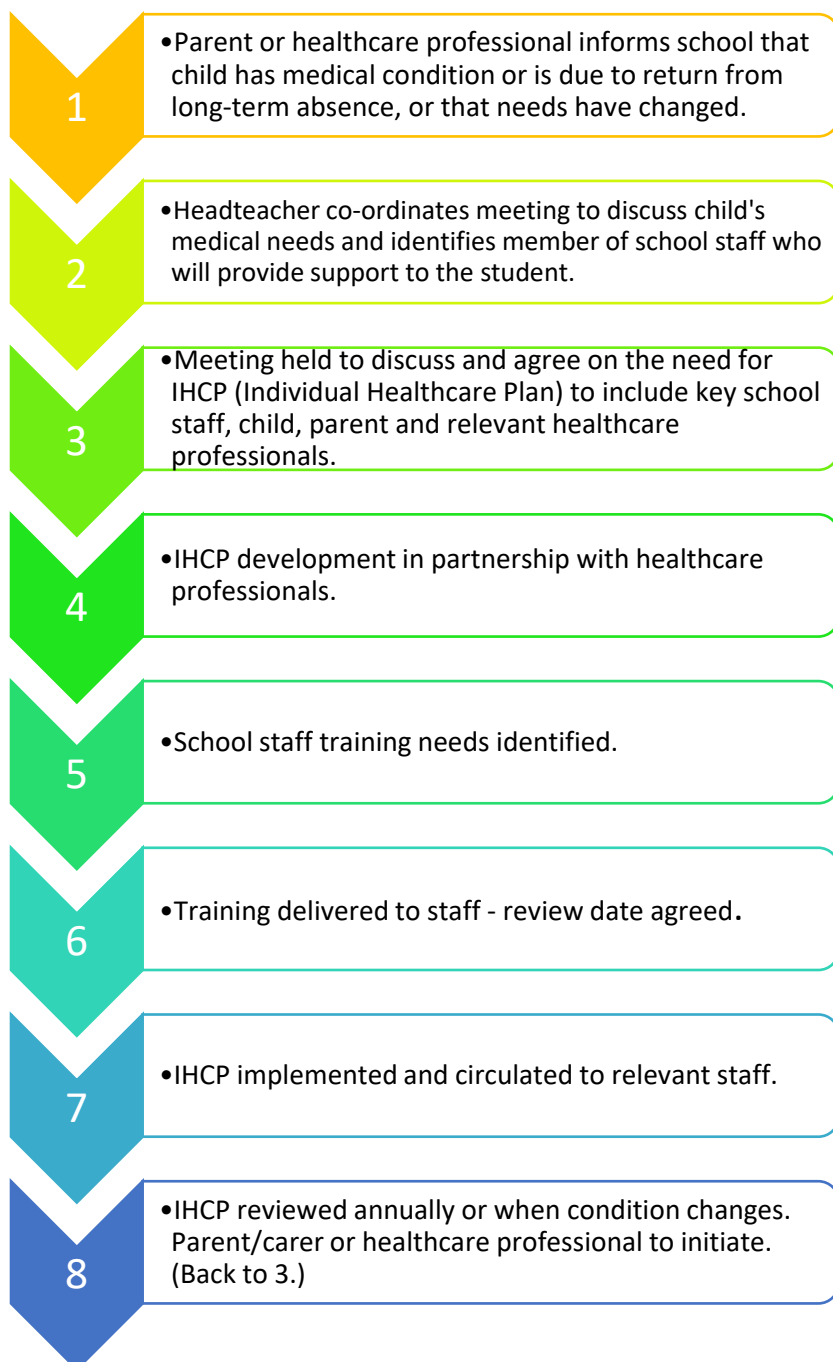 1
•Parent or healthcare professional informs school that
child has medical condition or is due to return from
long-term absence, or that needs have changed.
2
•Headteacher co-ordinates meeting to discuss child's
medical needs and identifies member of school staff who
will provide support to the student.
3
•Meeting held to discuss and agree on the need for
IHCP (Individual Healthcare Plan) to include key school
staff, child, parent and relevant healthcare
professionals.
4
•IHCP development in partnership with healthcare
professionals.
5
•School staff training needs identified.
6
•Training delivered to staff - review date agreed.
7
•IHCP implemented and circulated to relevant staff.
8
•IHCP reviewed annually or when condition changes.
Parent/carer or healthcare professional to initiate.
(Back to 3.)